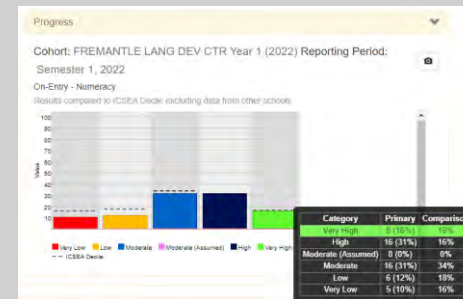 Progress
Cohort: FREMANTLE LANG DEV CTR Year 1 (2022) Reporting Period:
Semester 1, 2022
On-Entry - Numeracy
Results compared to ICSEA Decile excluding data from other schools
100
90
80
70
60
50
40
30
20
10
Value
Very Low Low Moderate Moderate (Assumed) High Very High
ICSEA Decile
Category Primary Comparison
Very High 8 (16%) 16%
High 16 (31%) 16%
Moderate (Assumed) 0 (0%) 0%
Moderate 16 (31%) 34%
Low 6 (12%) 18%
Very Low 5 (10%) 16%